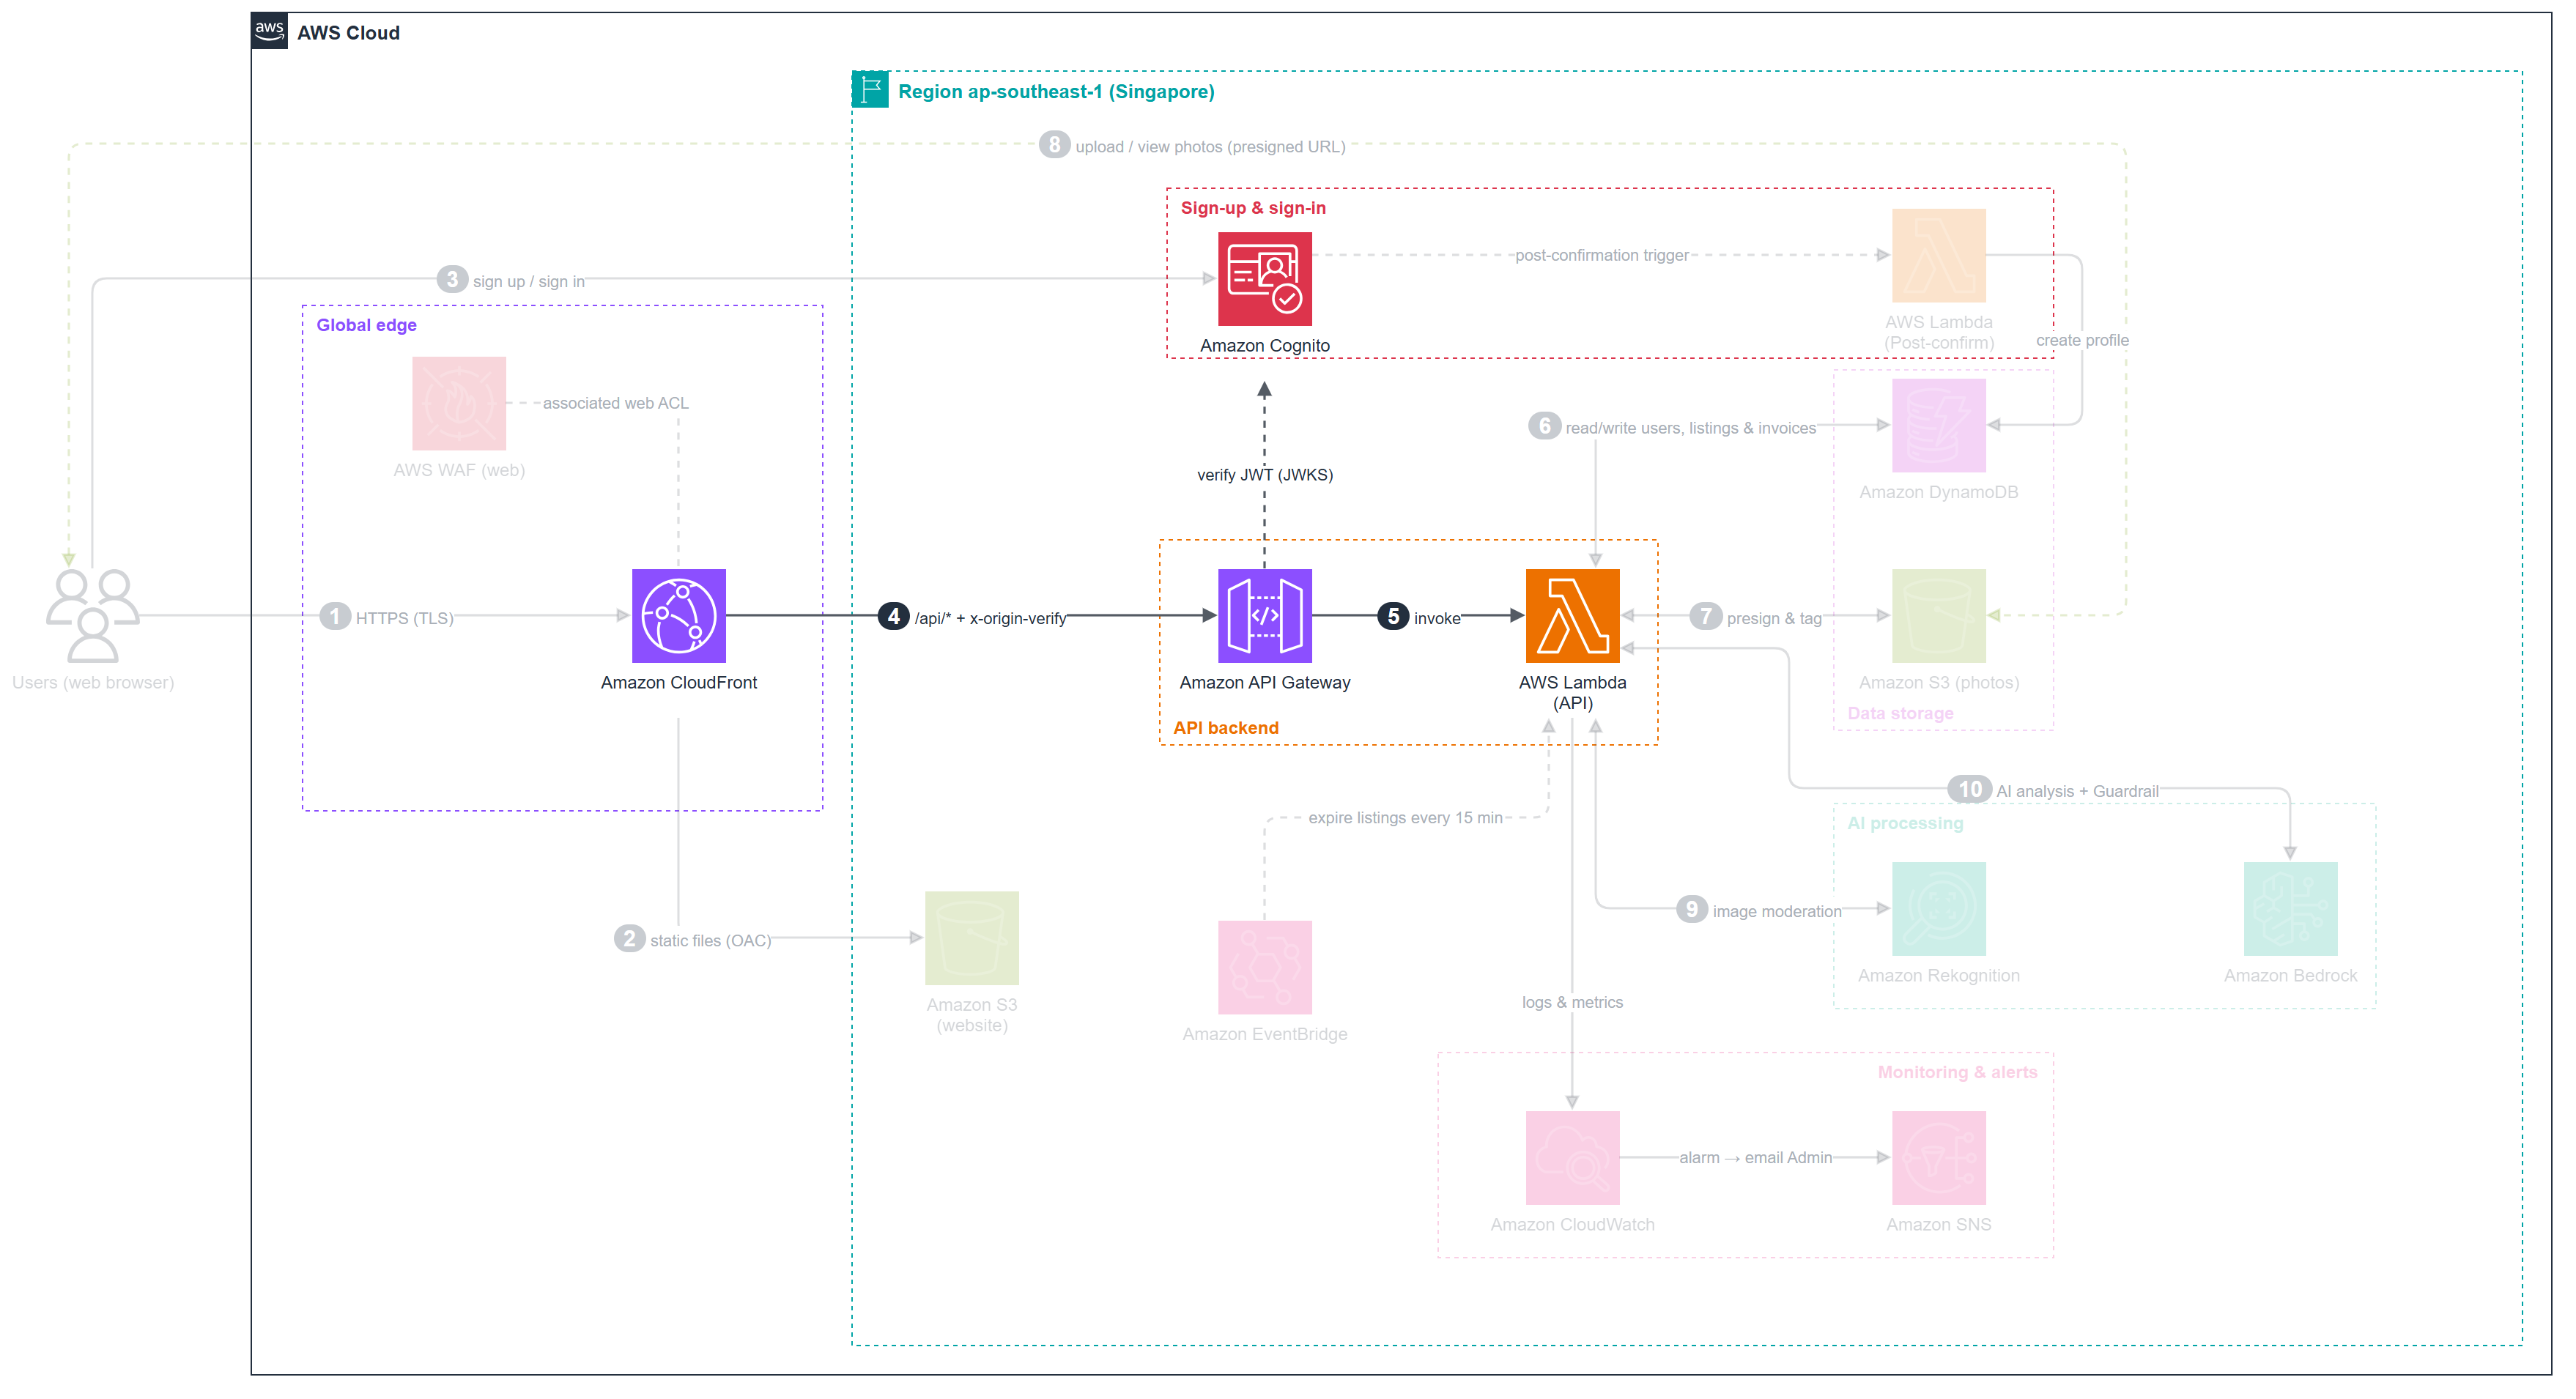 aws
AWS Cloud
Region ap-southeast-1 (Singapore)
8 upload / view photos (presigned URL)
Sign-up & sign-in
post-confirmation trigger
3 sign up / sign in
AWS Lambda
(Post-confirm)
Amazon Cognito
create profile
Global edge
associated web ACL
AWS WAF (web)
6 read/write users, listings & invoices
verify JWT (JWKS)
Amazon DynamoDB
1 HTTPS (TLS)
4 /api/* + x-origin-verify
5 invoke
7 presign & tag
Users (web browser)
Amazon CloudFront
Amazon API Gateway
AWS Lambda
(API)
Amazon S3 (photos)
Data storage
API backend
10 AI analysis + Guardrail
expire listings every 15 min
AI processing
9 image moderation
2 static files (OAC)
Amazon Rekognition
Amazon Bedrock
Amazon S3
(website)
logs & metrics
Amazon EventBridge
Monitoring & alerts
alarm → email Admin
Amazon CloudWatch
Amazon SNS